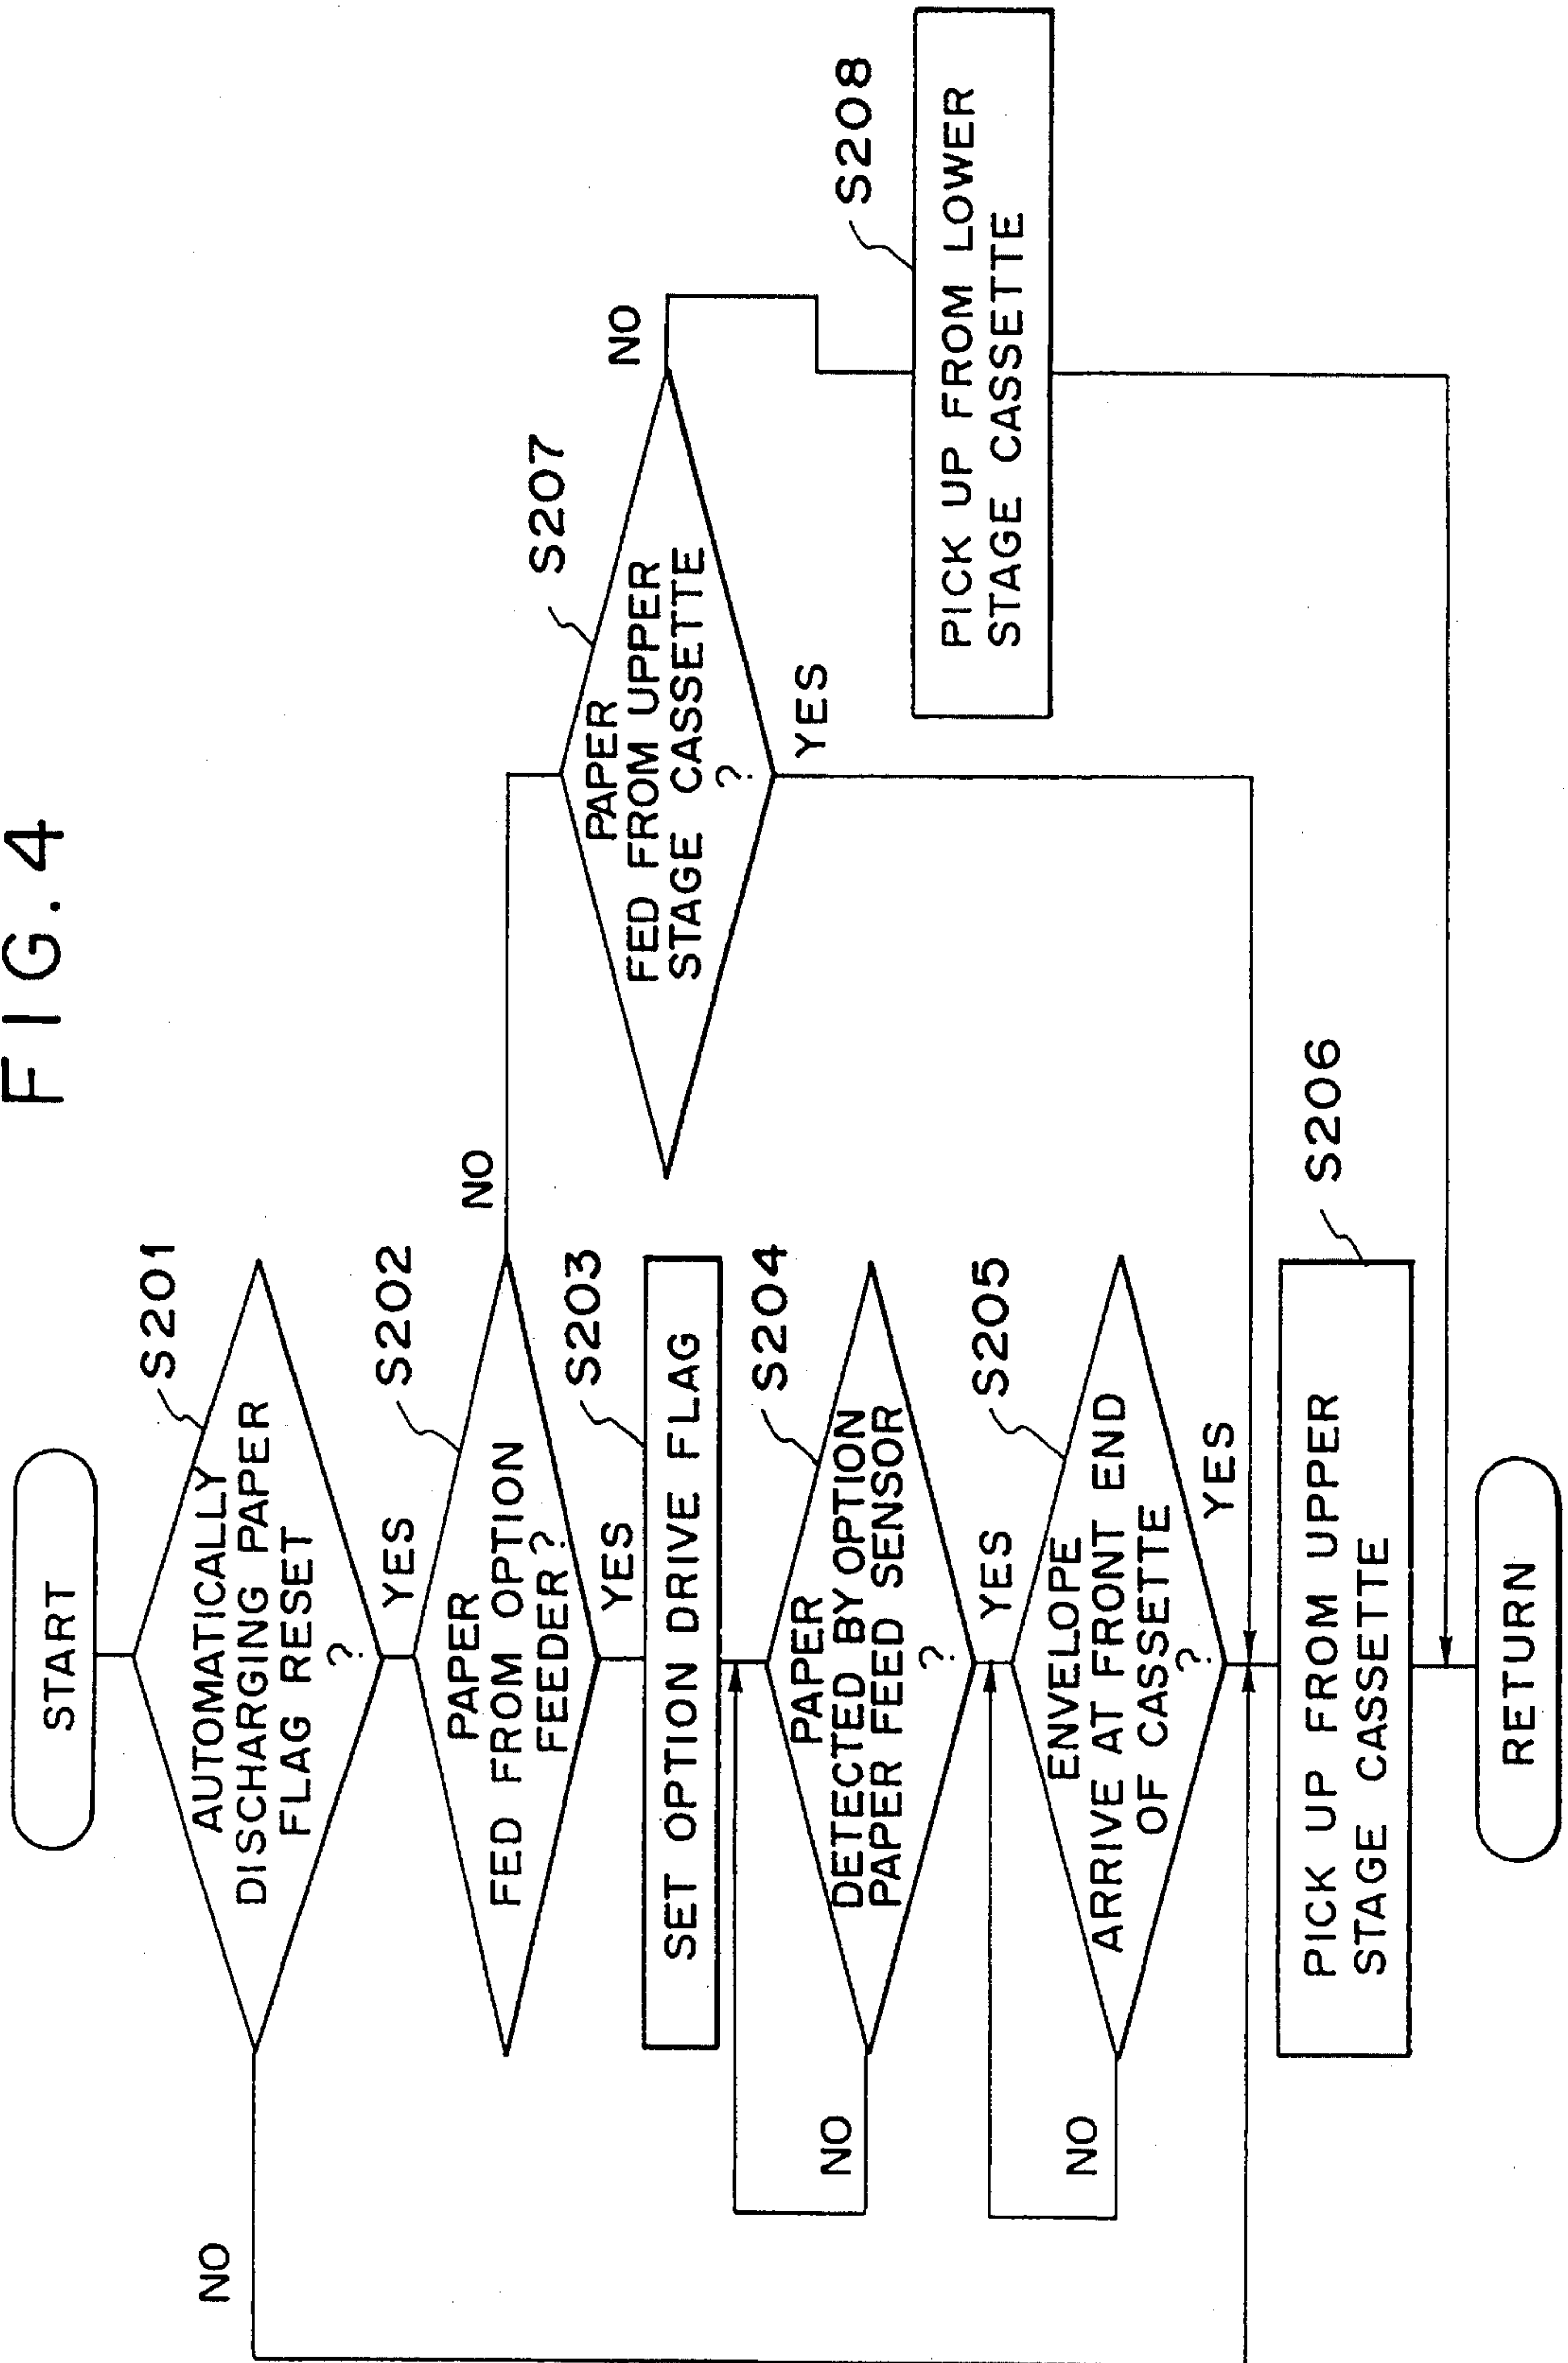 FIG. 4
START
S201
AUTOMATICALLY
DISCHARGING PAPER
FLAG RESET
?
NO
YES
S202
PAPER
FED FROM OPTION
FEEDER?
NO
YES
S203
SET OPTION DRIVE FLAG
S204
PAPER
DETECTED BY OPTION
PAPER FEED SENSOR
?
NO
YES
S205
ENVELOPE
ARRIVE AT FRONT END
OF CASSETTE
?
NO
YES
S206
PICK UP FROM UPPER
STAGE CASSETTE
RETURN
S207
PAPER
FED FROM UPPER
STAGE CASSETTE
?
NO
YES
S208
PICK UP FROM LOWER
STAGE CASSETTE